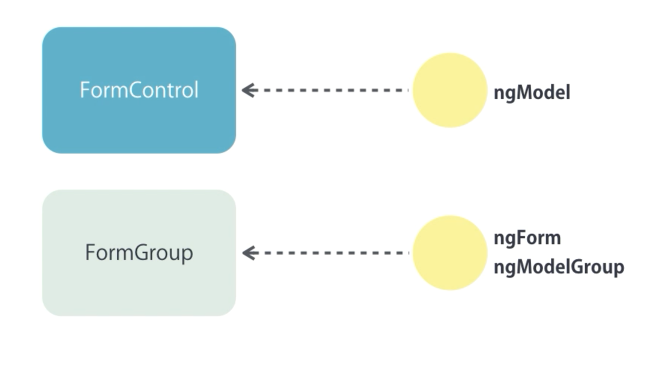 FormControl
ngModel
FormGroup
ngForm
ngModelGroup